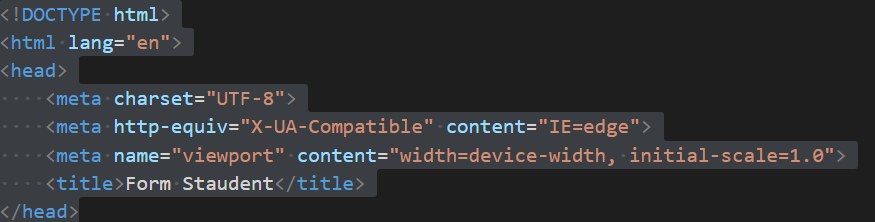 <!DOCTYPE html>
<html lang="en">
<head>
    <meta charset="UTF-8">
    <meta http-equiv="X-UA-Compatible" content="IE=edge">
    <meta name="viewport" content="width=device-width, initial-scale=1.0">
    <title>Form Staudent</title>
</head>